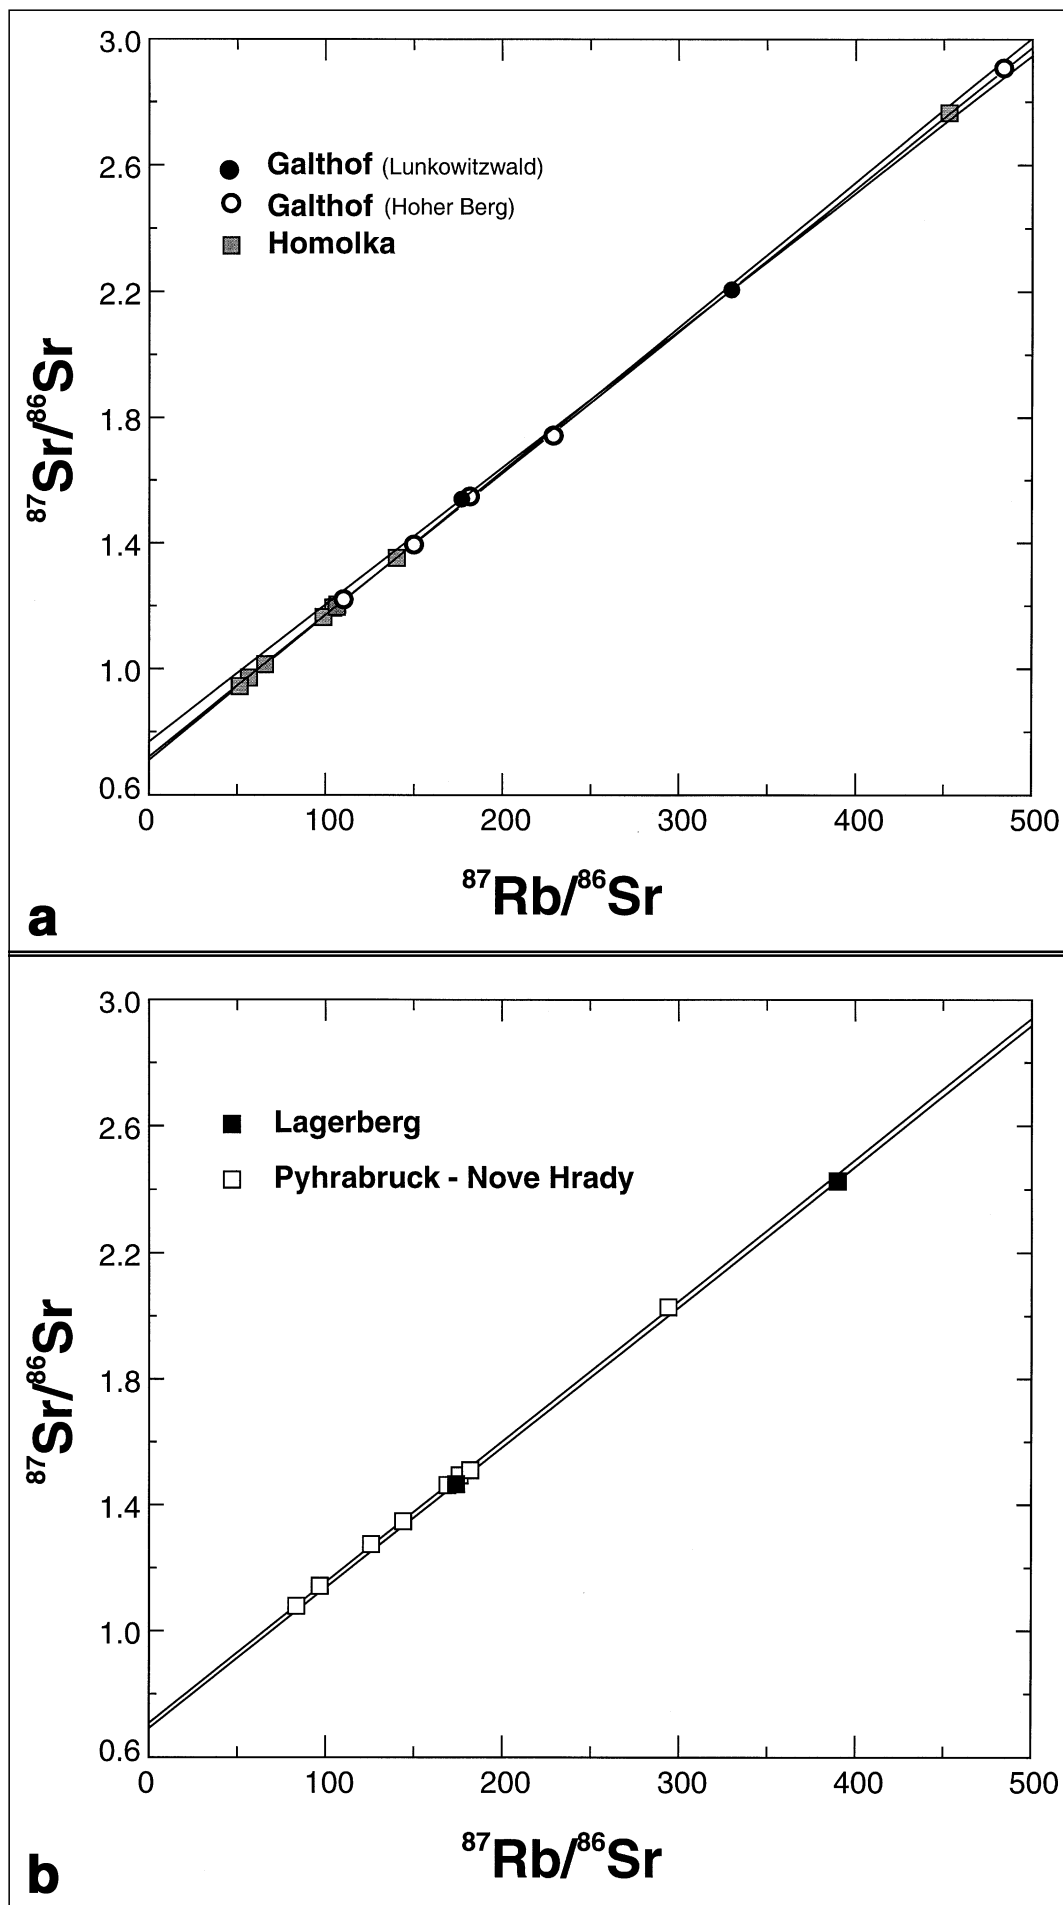 3.0
2.6
2.2
1.8
1.4
1.0
0.6
⁸⁷Sr/⁸⁶Sr
Galthof (Lunkowitzwald)
Galthof (Hoher Berg)
Homolka
0 100 200 300 400 500
⁸⁷Rb/⁸⁶Sr
a
3.0
2.6
2.2
1.8
1.4
1.0
0.6
⁸⁷Sr/⁸⁶Sr
Lagerberg
Pyhrabruck - Nove Hrady
0 100 200 300 400 500
⁸⁷Rb/⁸⁶Sr
b